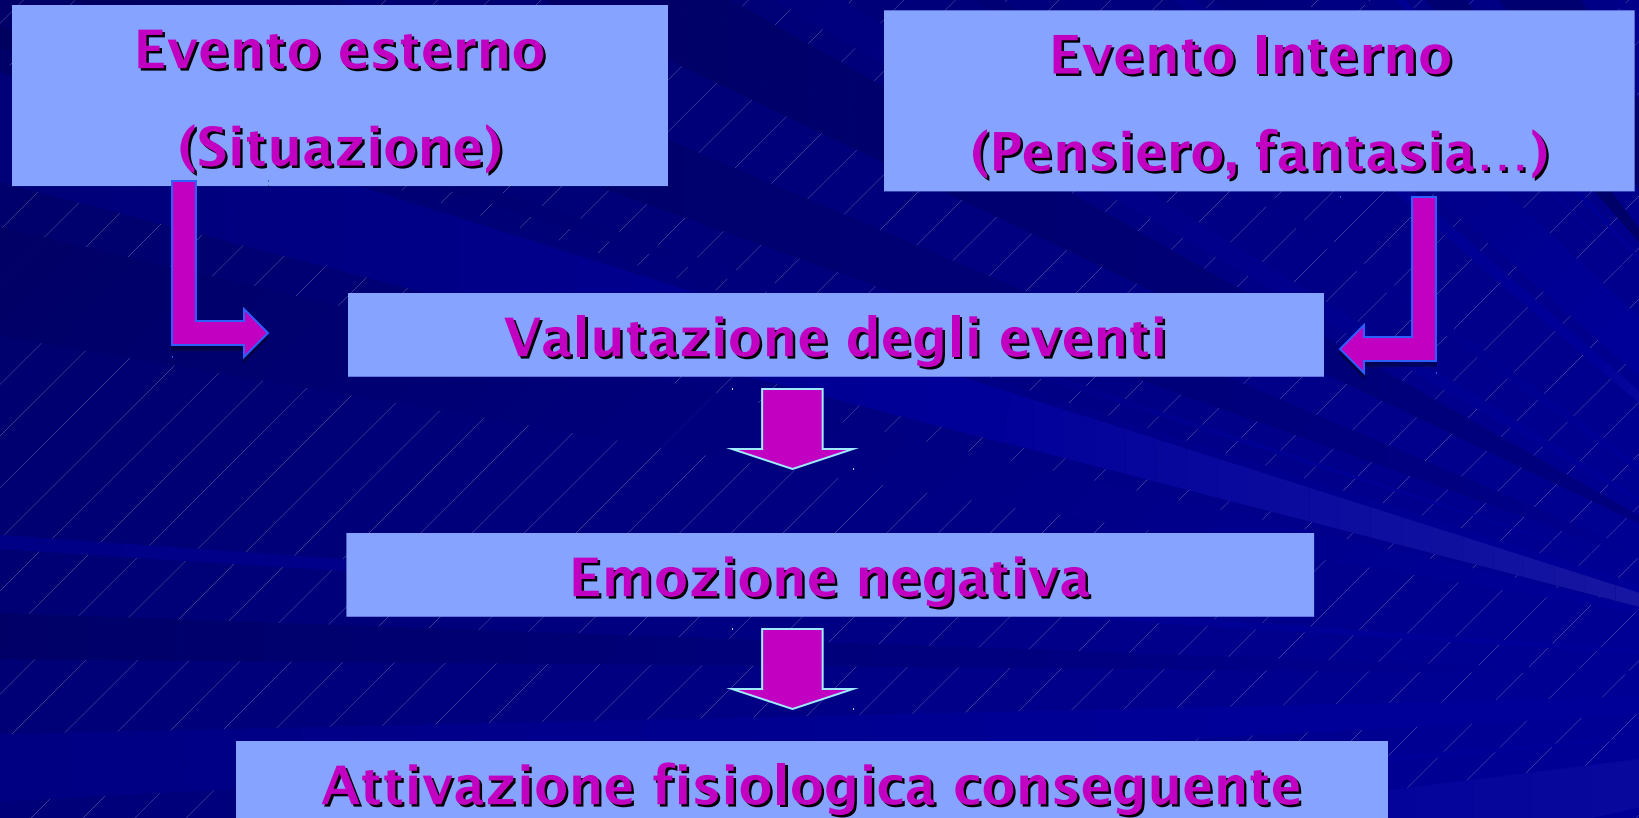 Evento esterno
(Situazione)
Evento Interno
(Pensiero, fantasia…)
Valutazione degli eventi
Emozione negativa
Attivazione fisiologica conseguente